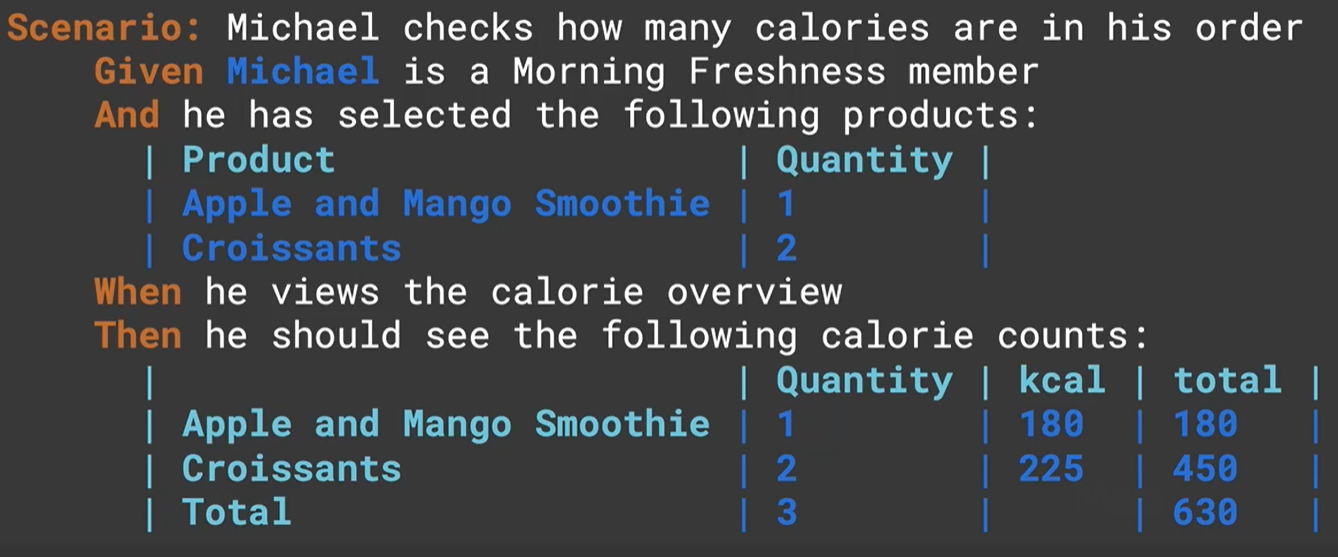 Scenario: Michael checks how many calories are in his order
Given Michael is a Morning Freshness member
And he has selected the following products:
| Product | Quantity |
| Apple and Mango Smoothie | 1 |
| Croissants | 2 |
When he views the calorie overview
Then he should see the following calorie counts:
| | Quantity | kcal | total |
| Apple and Mango Smoothie | 1 | 180 | 180 |
| Croissants | 2 | 225 | 450 |
| Total | 3 | | 630 |